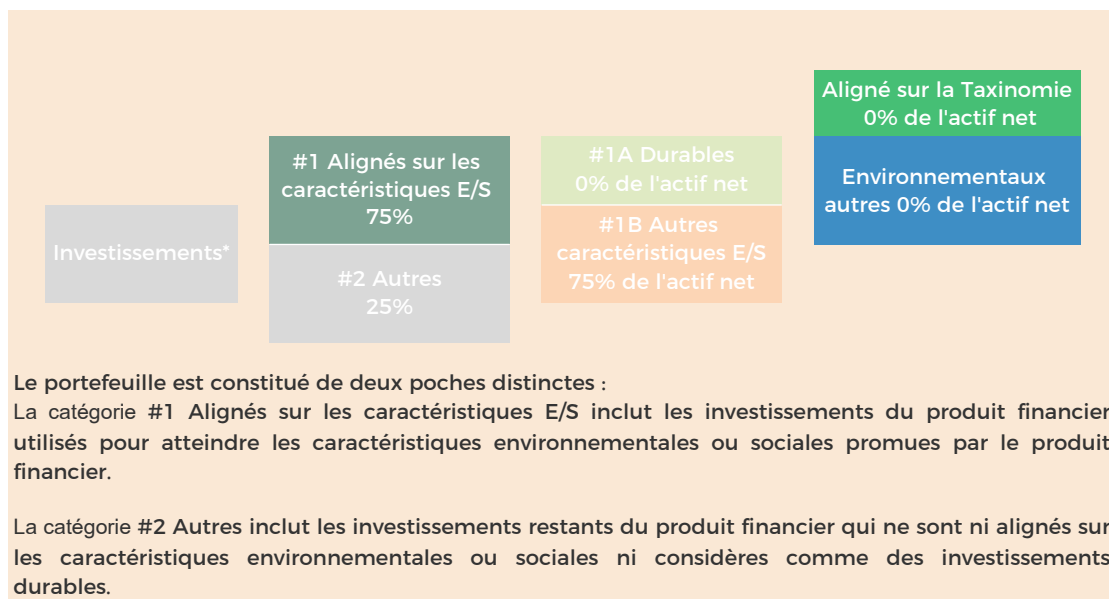 Investissements*
#1 Alignés sur les
caractéristiques E/S
75%
#2 Autres
25%
#1A Durables
0% de l'actif net
#1B Autres
caractéristiques E/S
75% de l'actif net
Aligné sur la Taxinomie
0% de l'actif net
Environnementaux
autres 0% de l'actif net
Le portefeuille est constitué de deux poches distinctes :
La catégorie #1 Alignés sur les caractéristiques E/S inclut les investissements du produit financier
utilisés pour atteindre les caractéristiques environnementales ou sociales promues par le produit
financier.
La catégorie #2 Autres inclut les investissements restants du produit financier qui ne sont ni alignés sur
les caractéristiques environnementales ou sociales ni considères comme des investissements
durables.